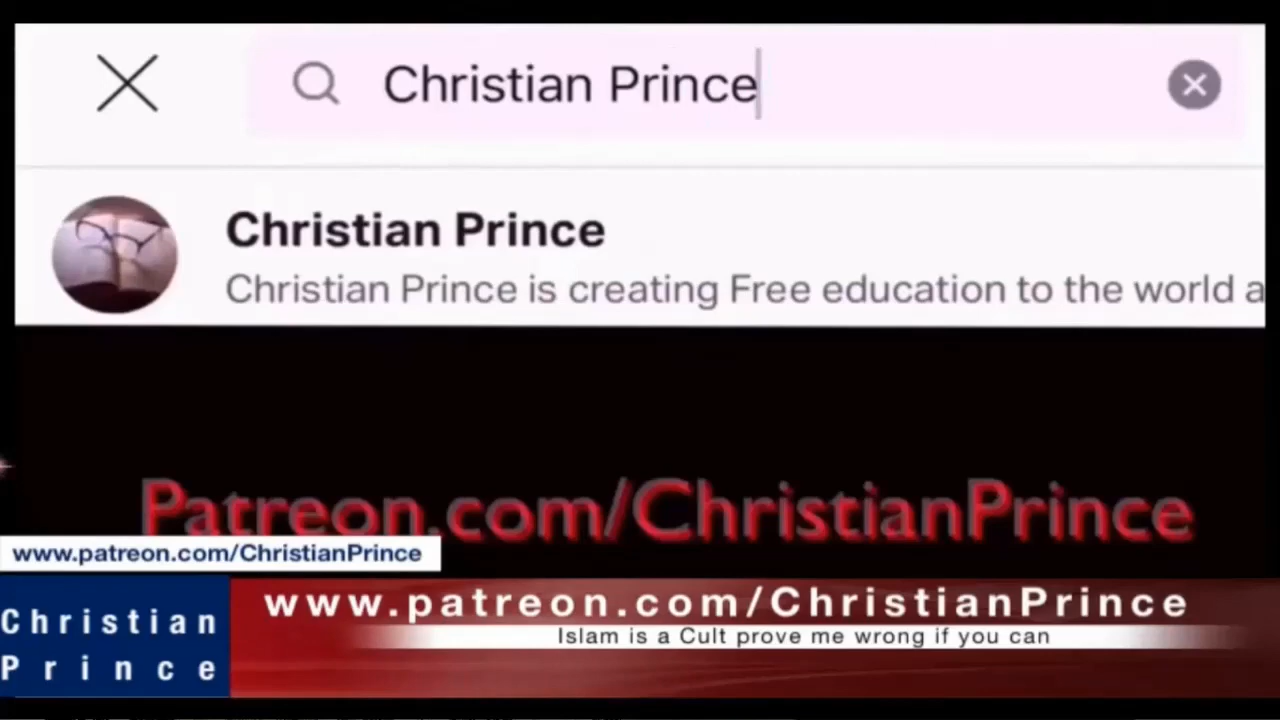 Christian Prince
Christian Prince
Christian Prince is creating Free education to the world a
Patreon.com/ChristianPrince
www.patreon.com/ChristianPrince
Christian
Prince
www.patreon.com/ChristianPrince
Islam is a Cult prove me wrong if you can